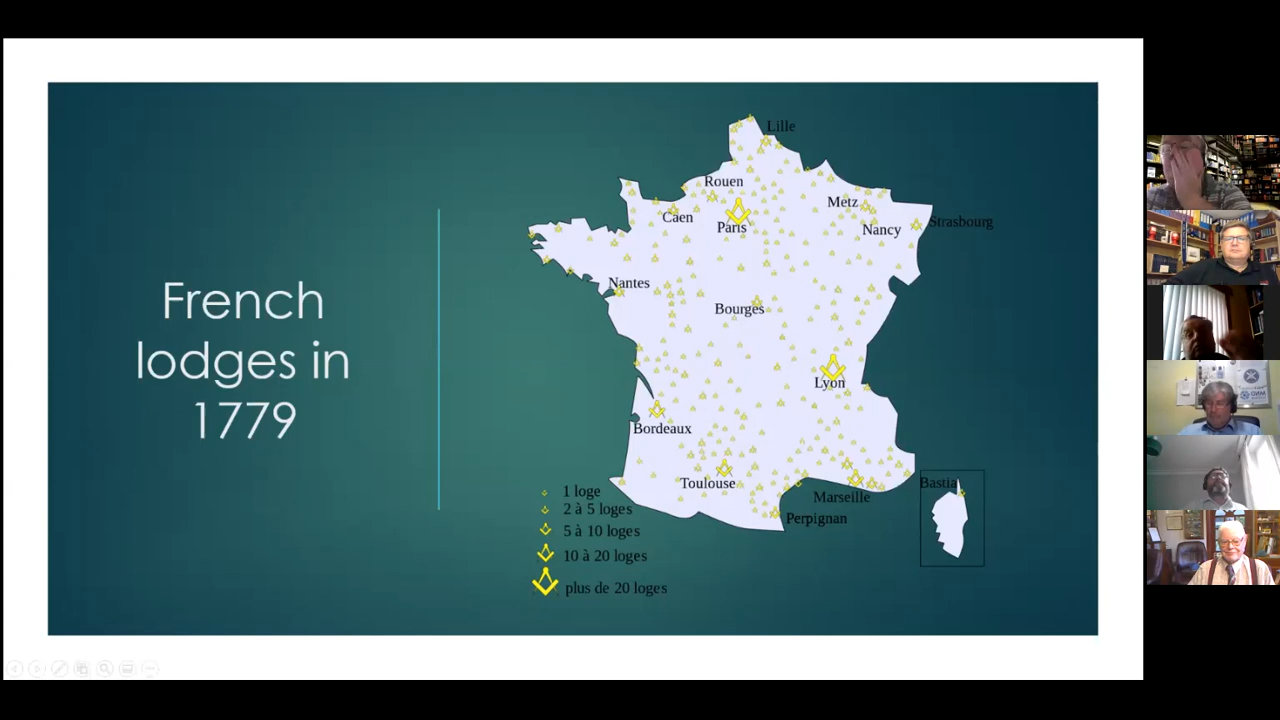 French
lodges in
1779
Lille
Rouen
Metz
Caen
Strasbourg
Paris
Nancy
Nantes
Bourges
Lyon
Bordeaux
Toulouse
Bastia
Marseille
Perpignan
1 loge
2 à 5 loges
5 à 10 loges
10 à 20 loges
plus de 20 loges